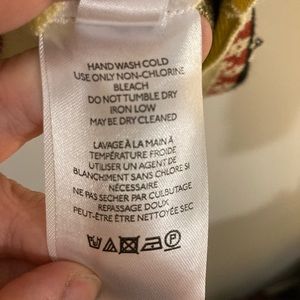 HAND WASH COLD
USE ONLY NON-CHLORINE
BLEACH
DO NOT TUMBLE DRY
IRON LOW
MAY BE DRY CLEANED
LAVAGE À LA MAIN À
TEMPÉRATURE FROIDE
UTILISER UN AGENT DE
BLANCHIMENT SANS CHLORE SI
NÉCESSAIRE
NE PAS SECHER PAR CULBUTAGE
REPASSAGE DOUX
PEUT-ÊTRE ÊTRE NETTOYÉE SEC
P